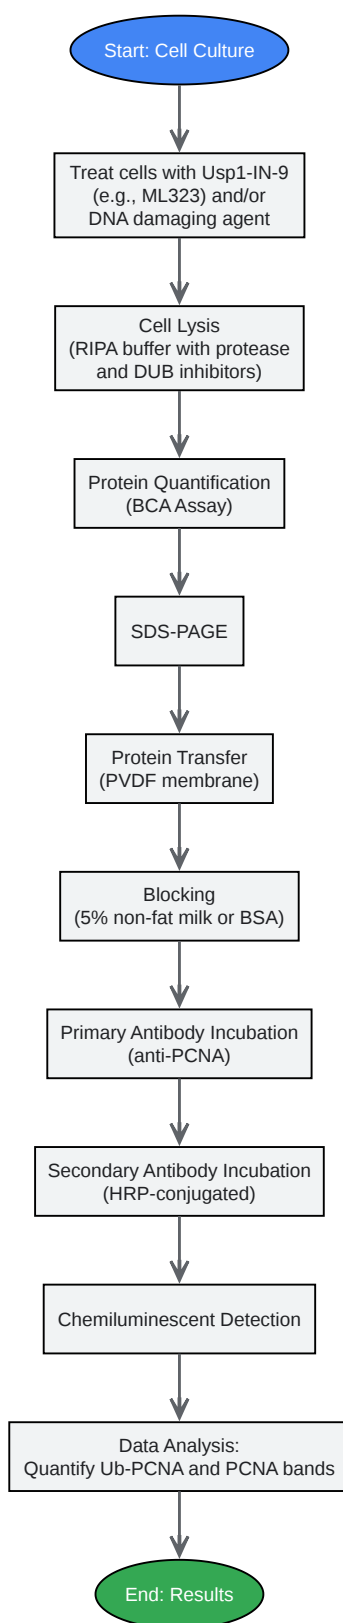 Start: Cell Culture
Treat cells with Usp1-IN-9
(e.g., ML323) and/or
DNA damaging agent
Cell Lysis
(RIPA buffer with protease
and DUB inhibitors)
Protein Quantification
(BCA Assay)
SDS-PAGE
Protein Transfer
(PVDF membrane)
Blocking
(5% non-fat milk or BSA)
Primary Antibody Incubation
(anti-PCNA)
Secondary Antibody Incubation
(HRP-conjugated)
Chemiluminescent Detection
Data Analysis:
Quantify Ub-PCNA and PCNA bands
End: Results